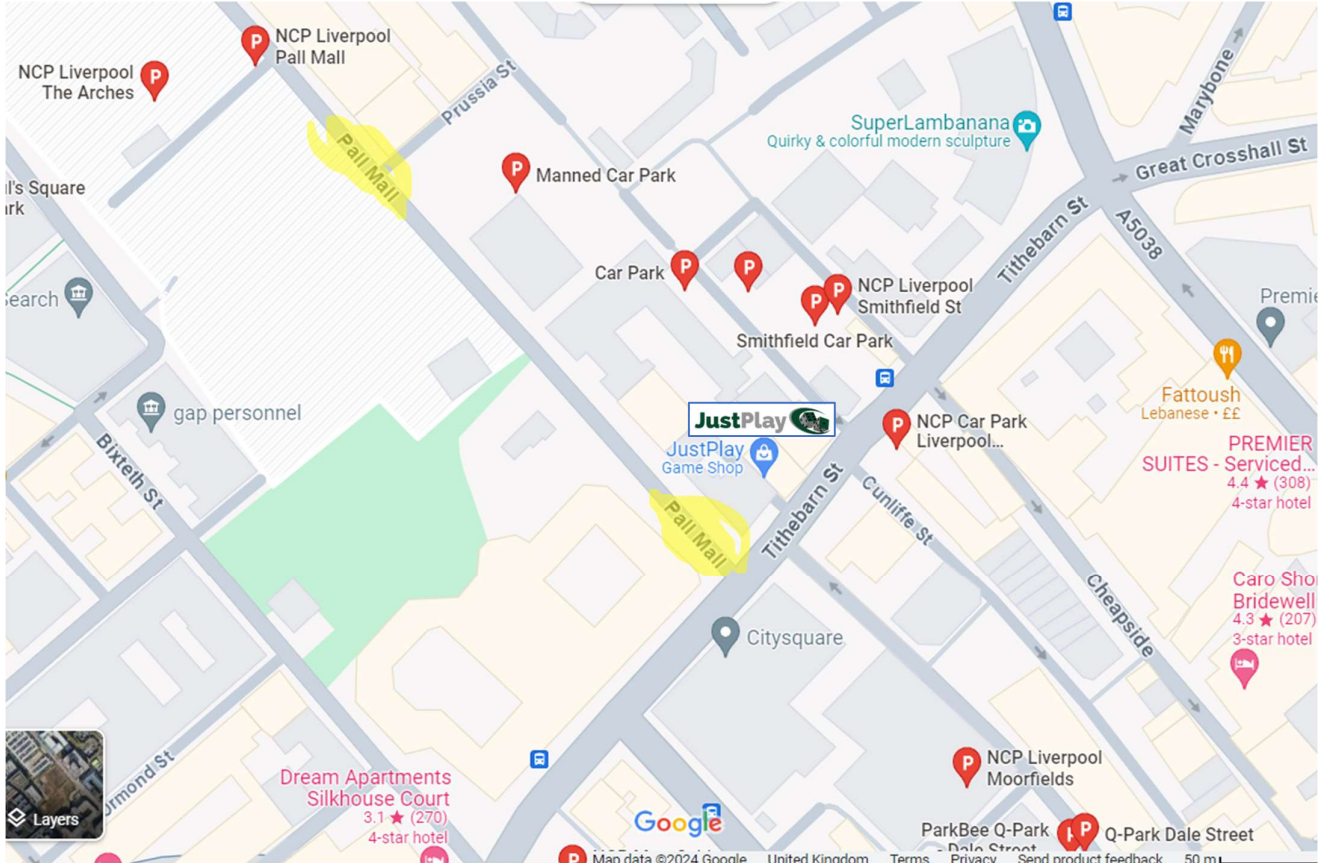 NCP Liverpool
Pall Mall
NCP Liverpool
The Arches
Prussia St
Pall Mall
Manned Car Park
SuperLambanana
Quirky & colorful modern sculpture
Marybone
Great Crosshall St
Tithebarn St
A5038
il's Square
ark
Search
Car Park
NCP Liverpool
Smithfield St
Smithfield Car Park
Premie
Fattoush
Lebanese • ££
gap personnel
JustPlay
JustPlay
Game Shop
NCP Car Park
Liverpool...
PREMIER
SUITES - Serviced...
4.4 ★ (308)
4-star hotel
Bixteth St
Pall Mall
Tithebarn St
Cunliffe St
Cheapside
Caro Sho
Bridewell
4.3 ★ (207)
3-star hotel
Citysquare
Layers
ormond St
Dream Apartments
Silkhouse Court
3.1 ★ (270)
4-star hotel
NCP Liverpool
Moorfields
Google
ParkBee Q-Park
Dale Street
Q-Park Dale Street
Map data ©2024 Google United Kingdom Terms Privacy Send product feedback 50 m